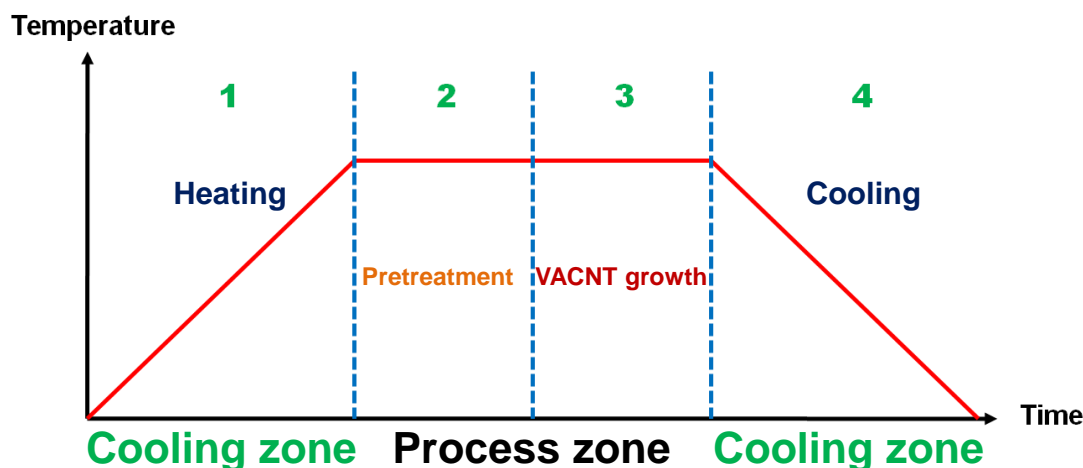 Temperature
1
2
3
4
Heating
Cooling
Pretreatment
VACNT growth
Time
Cooling zone
Process zone
Cooling zone